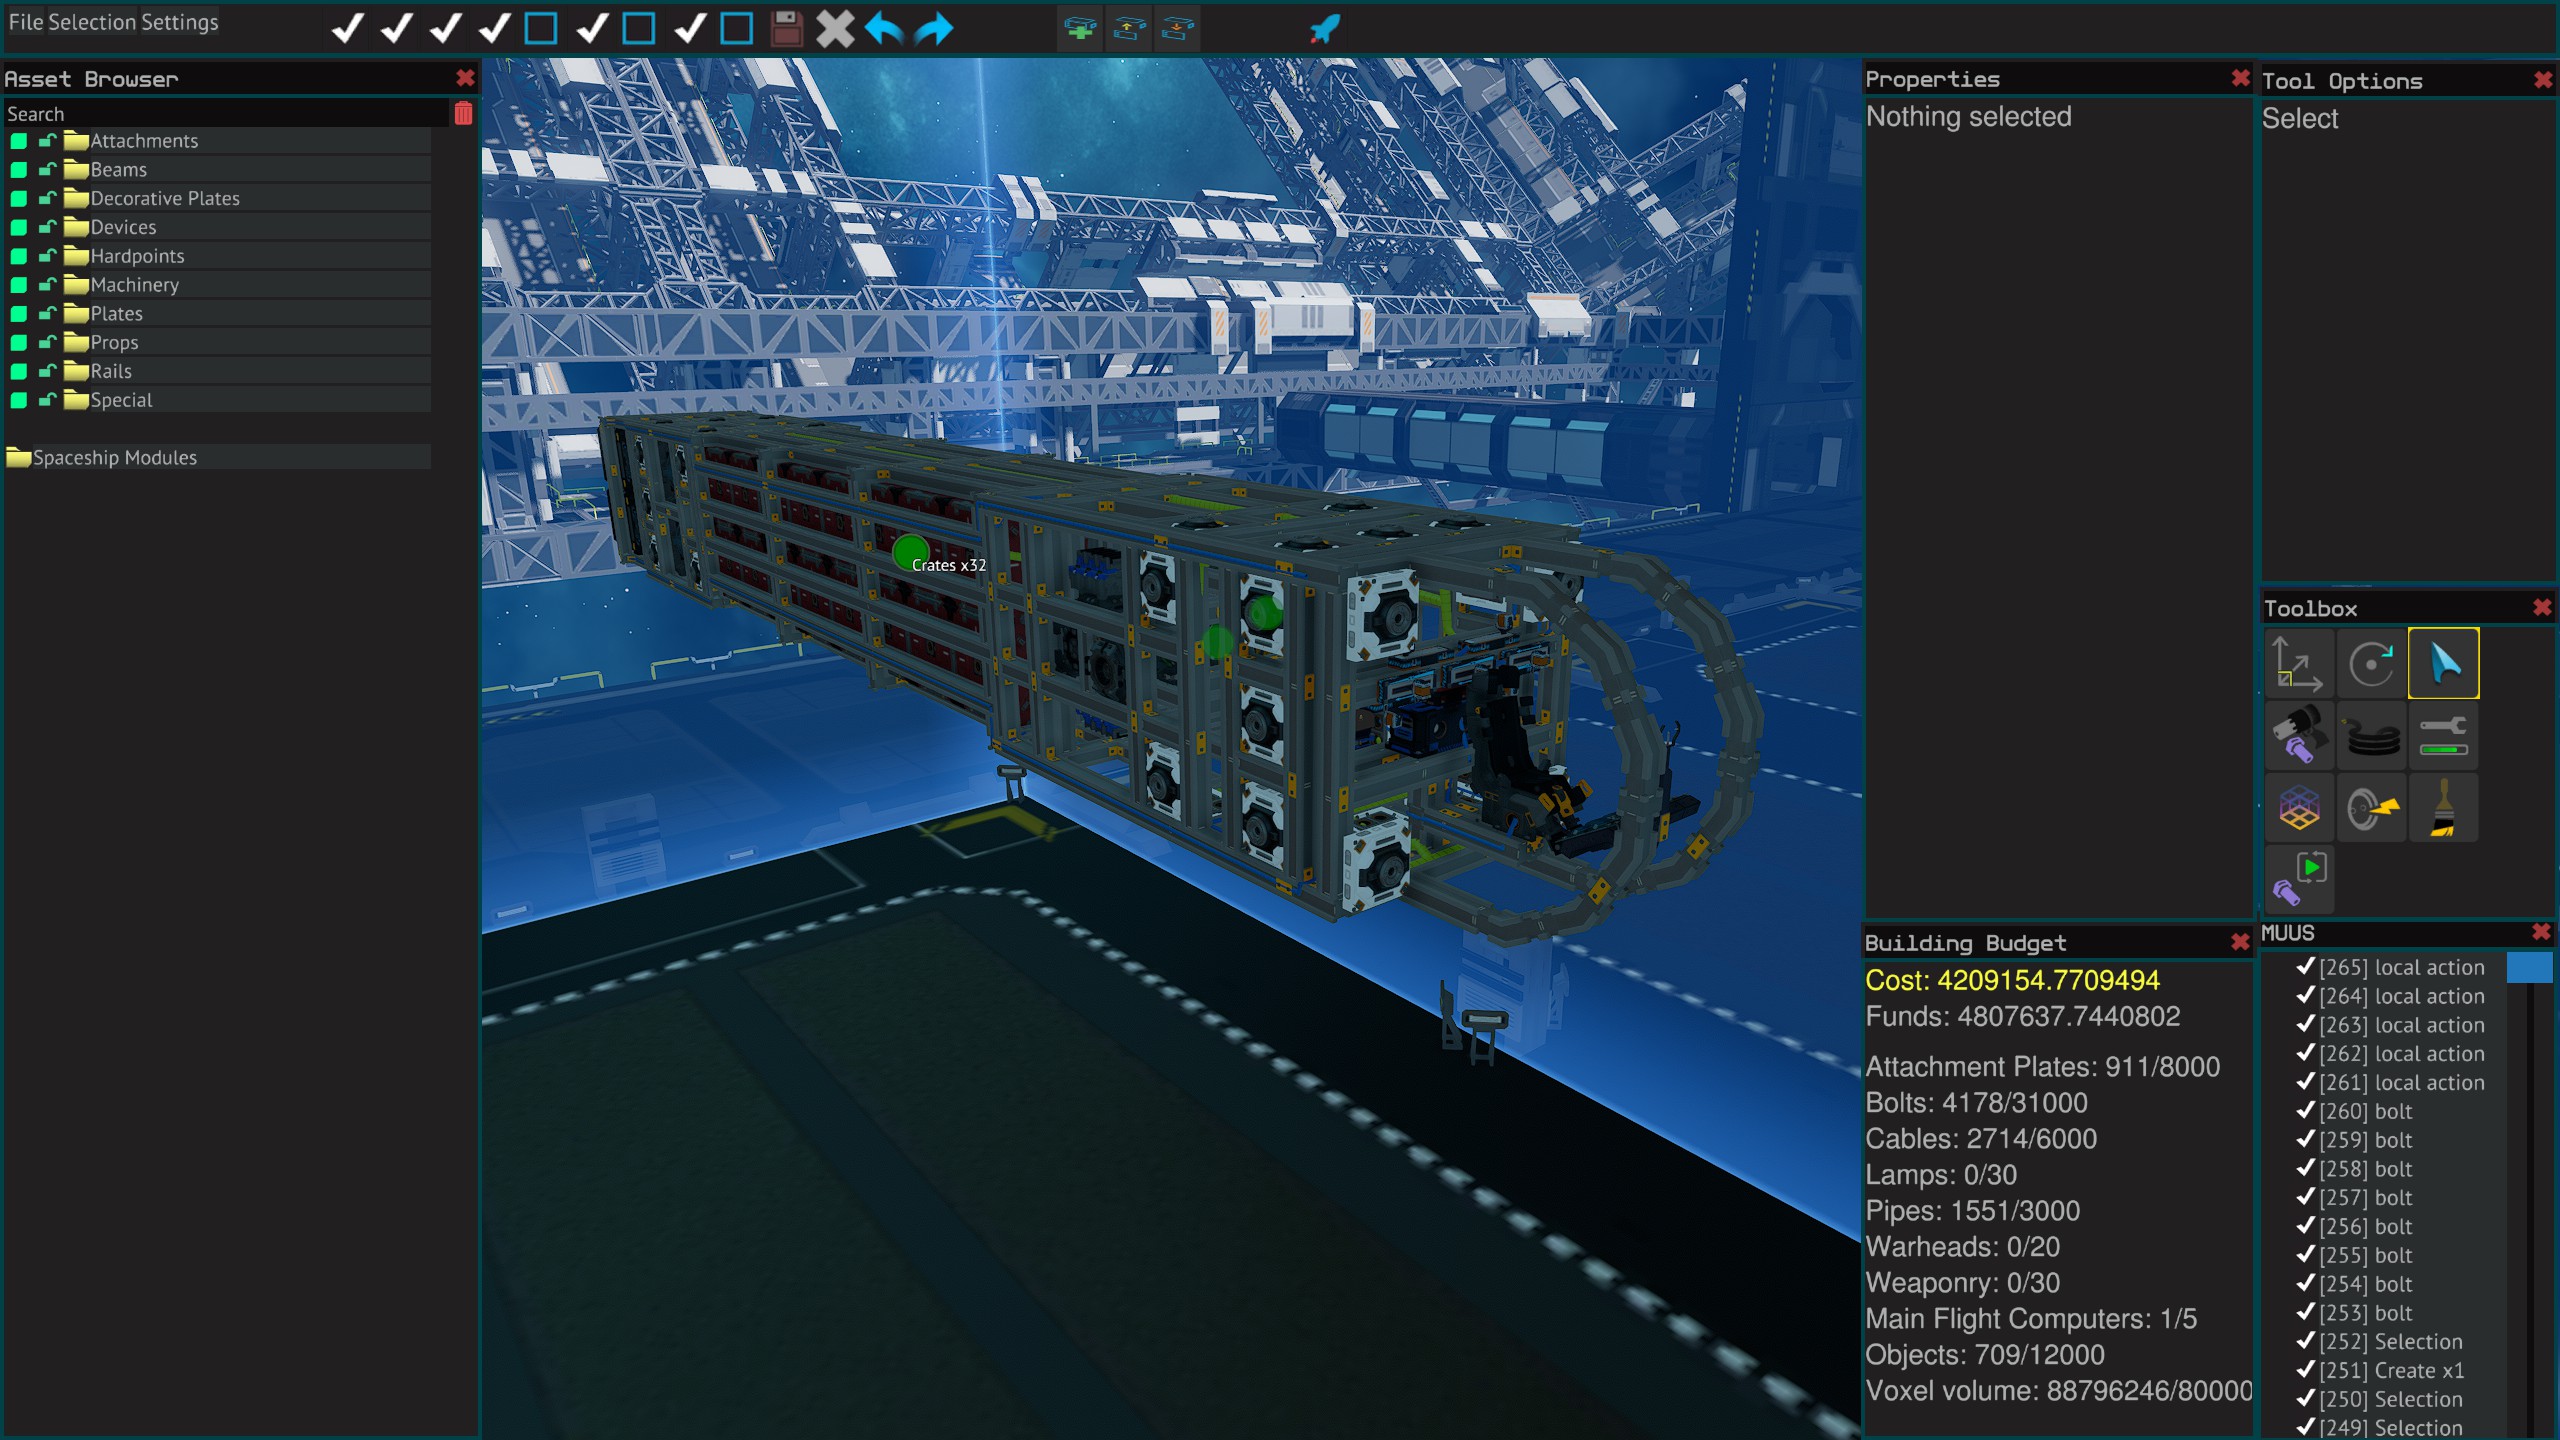 File Selection Settings
Asset Browser
Search
Attachments
Beams
Decorative Plates
Devices
Hardpoints
Machinery
Plates
Props
Rails
Special
Spaceship Modules
Crates x32
Properties
Nothing selected
Building Budget
Cost: 4209154.7709494
Funds: 4807637.7440802
Attachment Plates: 911/8000
Bolts: 4178/31000
Cables: 2714/6000
Lamps: 0/30
Pipes: 1551/3000
Warheads: 0/20
Weaponry: 0/30
Main Flight Computers: 1/5
Objects: 709/12000
Voxel volume: 88796246/80000
Tool Options
Select
Toolbox
MUUS
[265] local action
[264] local action
[263] local action
[262] local action
[261] local action
[260] bolt
[259] bolt
[258] bolt
[257] bolt
[256] bolt
[255] bolt
[254] bolt
[253] bolt
[252] Selection
[251] Create x1
[250] Selection
[249] Selection